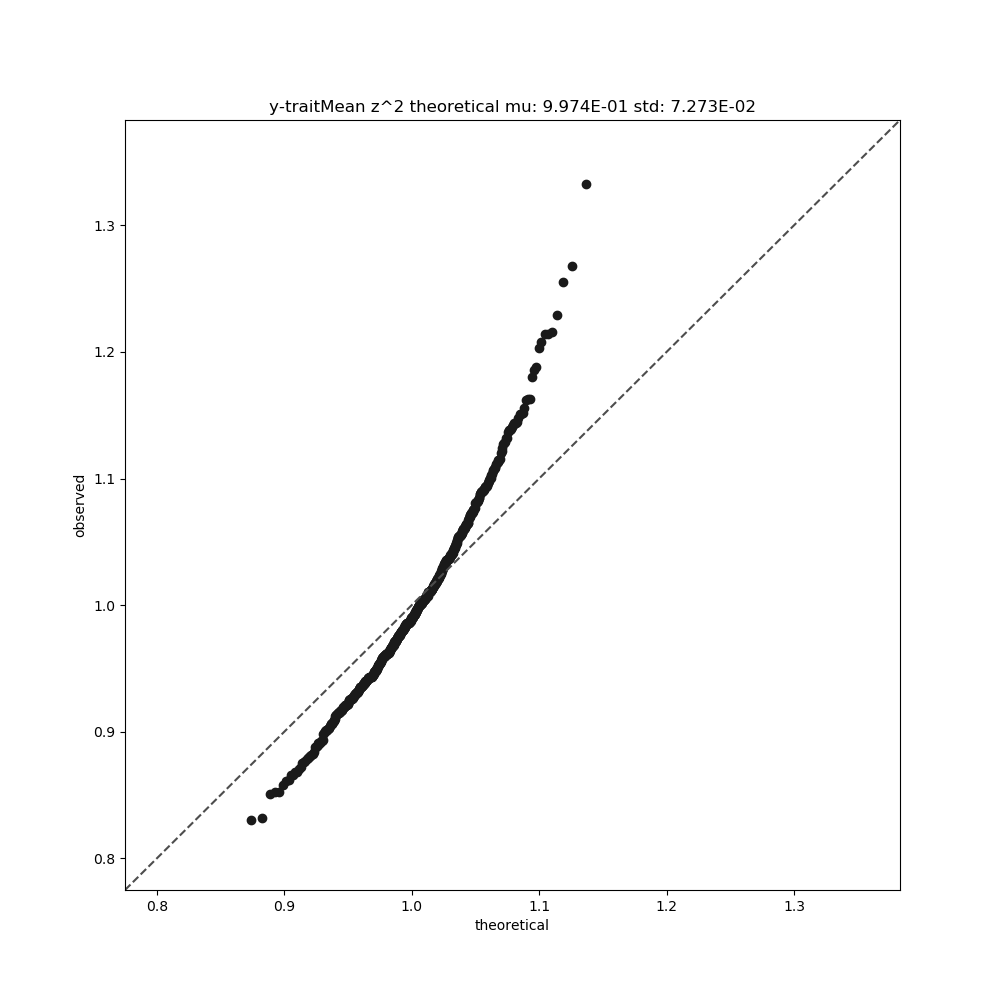 y-traitMean z^2 theoretical mu: 9.974E-01 std: 7.273E-02
1.3
1.2
1.1
1.0
0.9
0.8
observed
0.8 0.9 1.0 1.1 1.2 1.3
theoretical